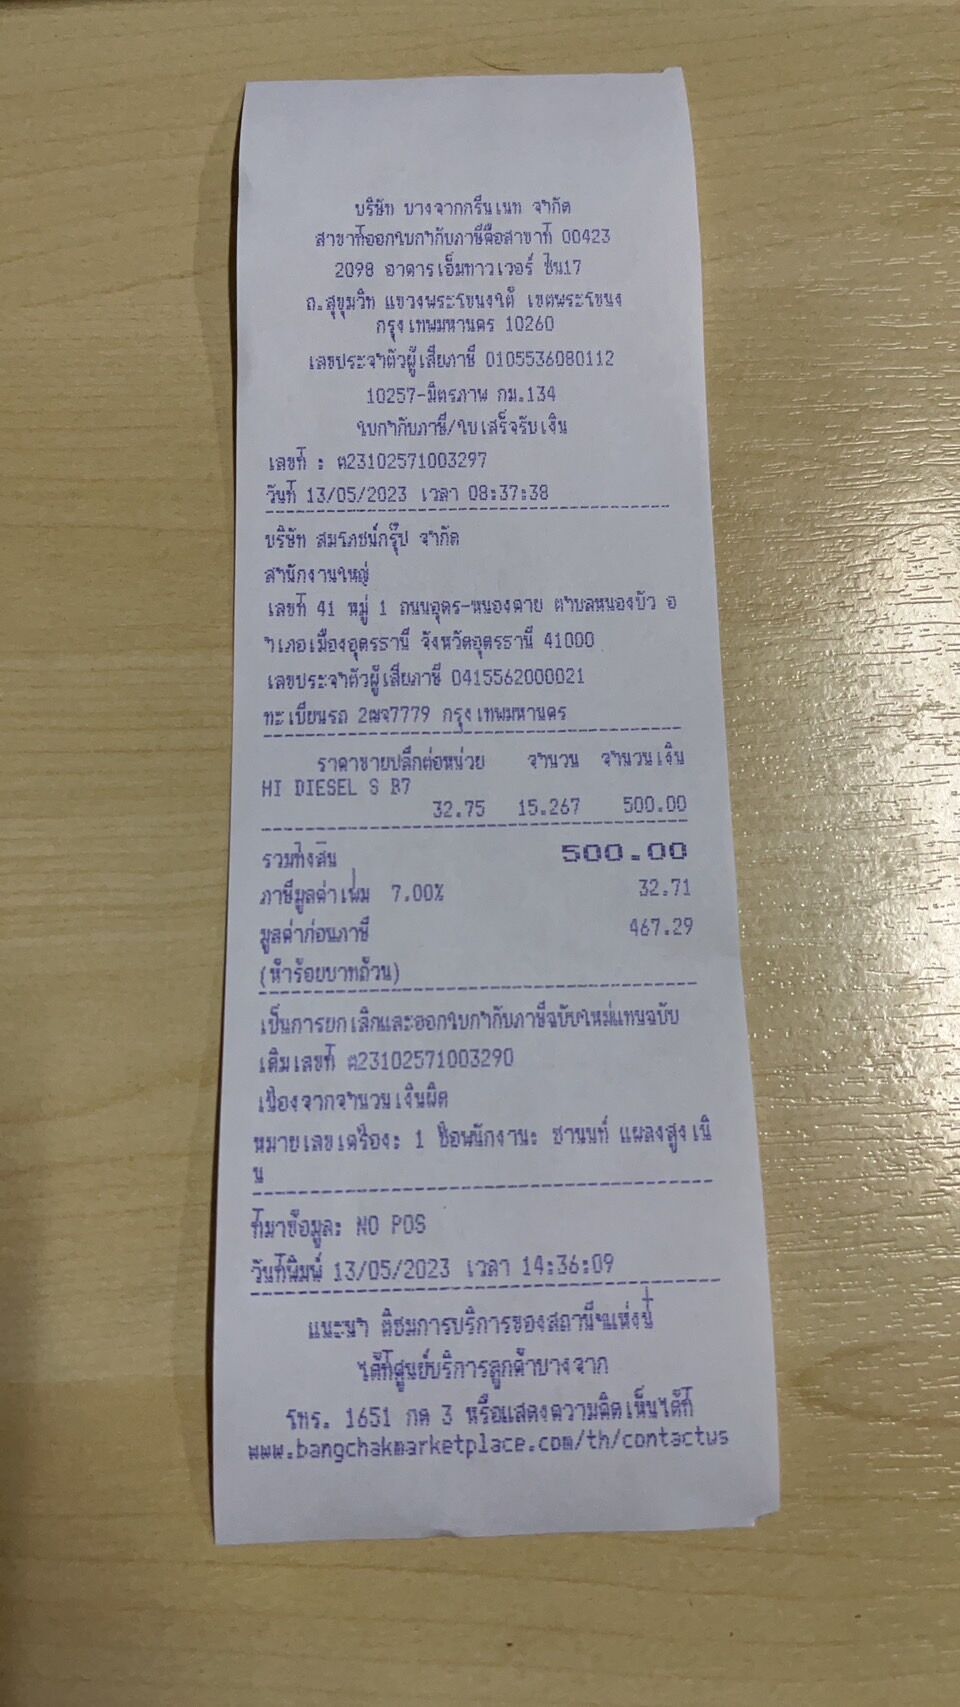 บริษัท บางจากกรีนเนท จำกัด
สาขาที่ออกใบกำกับภาษีคือสาขาที่ 00423
2098 อาคารเอ็มทาวเวอร์ ชั้น17
ถ.สุขุมวิท แขวงพระโขนงใต้ เขตพระโขนง
กรุงเทพมหานคร 10260
เลขประจำตัวผู้เสียภาษี 0105536080112
10257-มิตรภาพ กม.134
ใบกำกับภาษี/ใบเสร็จรับเงิน
เลขที่ : ต23102571003297
วันที่ 13/05/2023 เวลา 08:37:38
บริษัท สมโภชน์กรุ๊ป จำกัด
สำนักงานใหญ่
เลขที่ 41 หมู่ 1 ถนนอุดร-หนองคาย ตำบลหนองบัว อ
ำเภอเมืองอุดรธานี จังหวัดอุดรธานี 41000
เลขประจำตัวผู้เสียภาษี 0415562000021
ทะเบียนรถ 2ฒจ7779 กรุงเทพมหานคร
ราคาขายปลีกต่อหน่วย จำนวน จำนวนเงิน
HI DIESEL S B7
32.75 15.267 500.00
รวมทั้งสิ้น 500.00
ภาษีมูลค่าเพิ่ม 7.00% 32.71
มูลค่าก่อนภาษี 467.29
(ห้าร้อยบาทถ้วน)
เป็นการยกเลิกและออกใบกำกับภาษีฉบับใหม่แทนฉบับ
เดิมเลขที่ ต23102571003290
เนื่องจากจำนวนเงินผิด
หมายเลขเครื่อง: 1 ชื่อพนักงาน: ชานนท์ แผลงสูงเนิ
น
ที่มาข้อมูล: NO POS
วันที่พิมพ์ 13/05/2023 เวลา 14:36:09
แนะนำ ติชมการบริการของสถานีฯแห่งนี้
ได้ที่ศูนย์บริการลูกค้าบางจาก
โทร. 1651 กด 3 หรือแสดงความคิดเห็นได้ที่
www.bangchakmarketplace.com/th/contactus